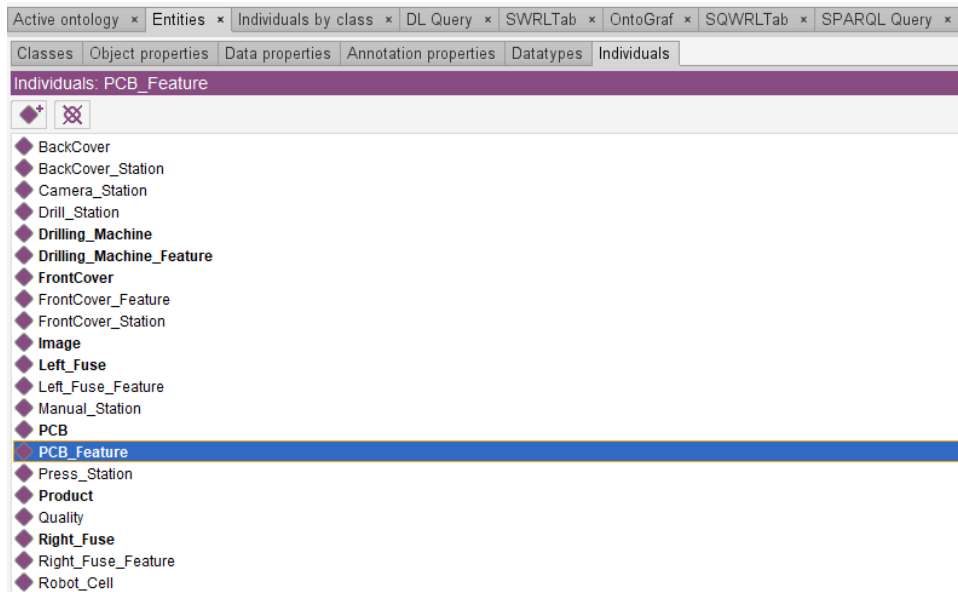 Active ontology × Entities × Individuals by class × DL Query × SWRLTab × OntoGraf × SQWRLTab × SPARQL Query ×
Classes Object properties Data properties Annotation properties Datatypes Individuals
Individuals: PCB_Feature
BackCover
BackCover_Station
Camera_Station
Drill_Station
Drilling_Machine
Drilling_Machine_Feature
FrontCover
FrontCover_Feature
FrontCover_Station
Image
Left_Fuse
Left_Fuse_Feature
Manual_Station
PCB
PCB_Feature
Press_Station
Product
Quality
Right_Fuse
Right_Fuse_Feature
Robot_Cell